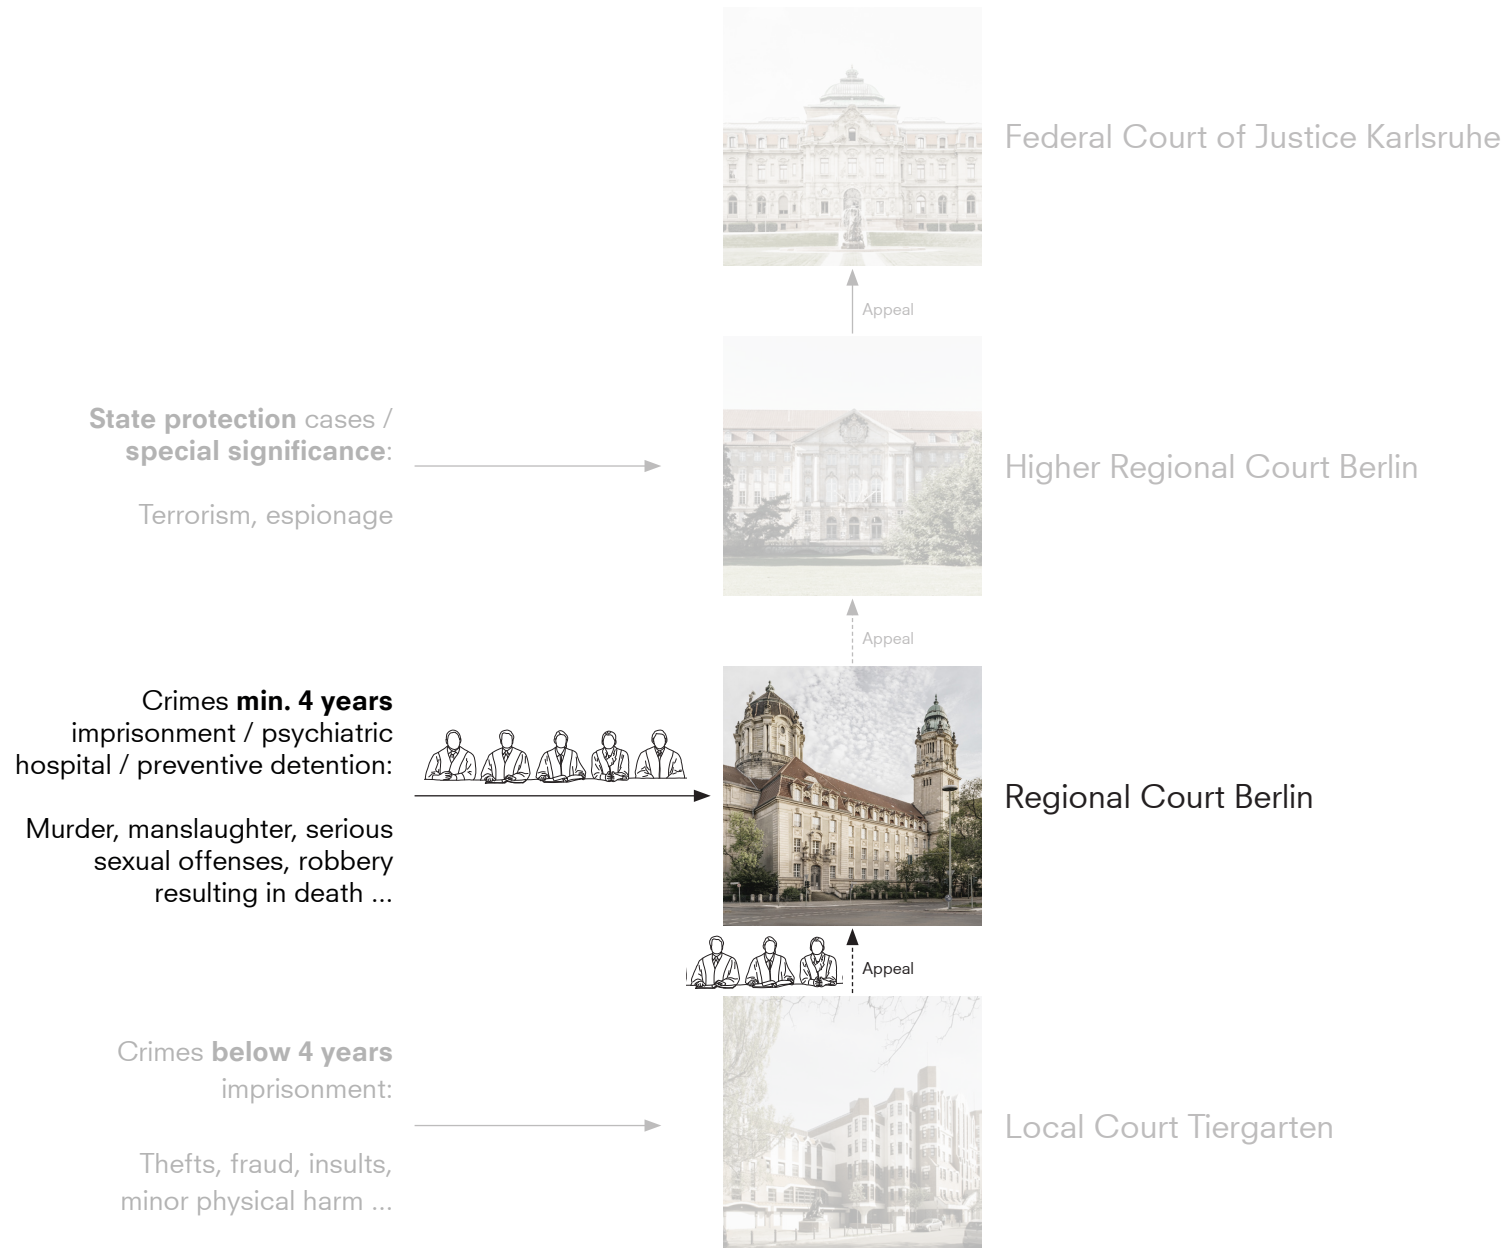 Federal Court of Justice Karlsruhe
Appeal
State protection cases /
special significance:
Terrorism, espionage
Higher Regional Court Berlin
Appeal
Crimes min. 4 years
imprisonment / psychiatric
hospital / preventive detention:
Murder, manslaughter, serious
sexual offenses, robbery
resulting in death ...
Regional Court Berlin
Appeal
Crimes below 4 years
imprisonment:
Thefts, fraud, insults,
minor physical harm ...
Local Court Tiergarten